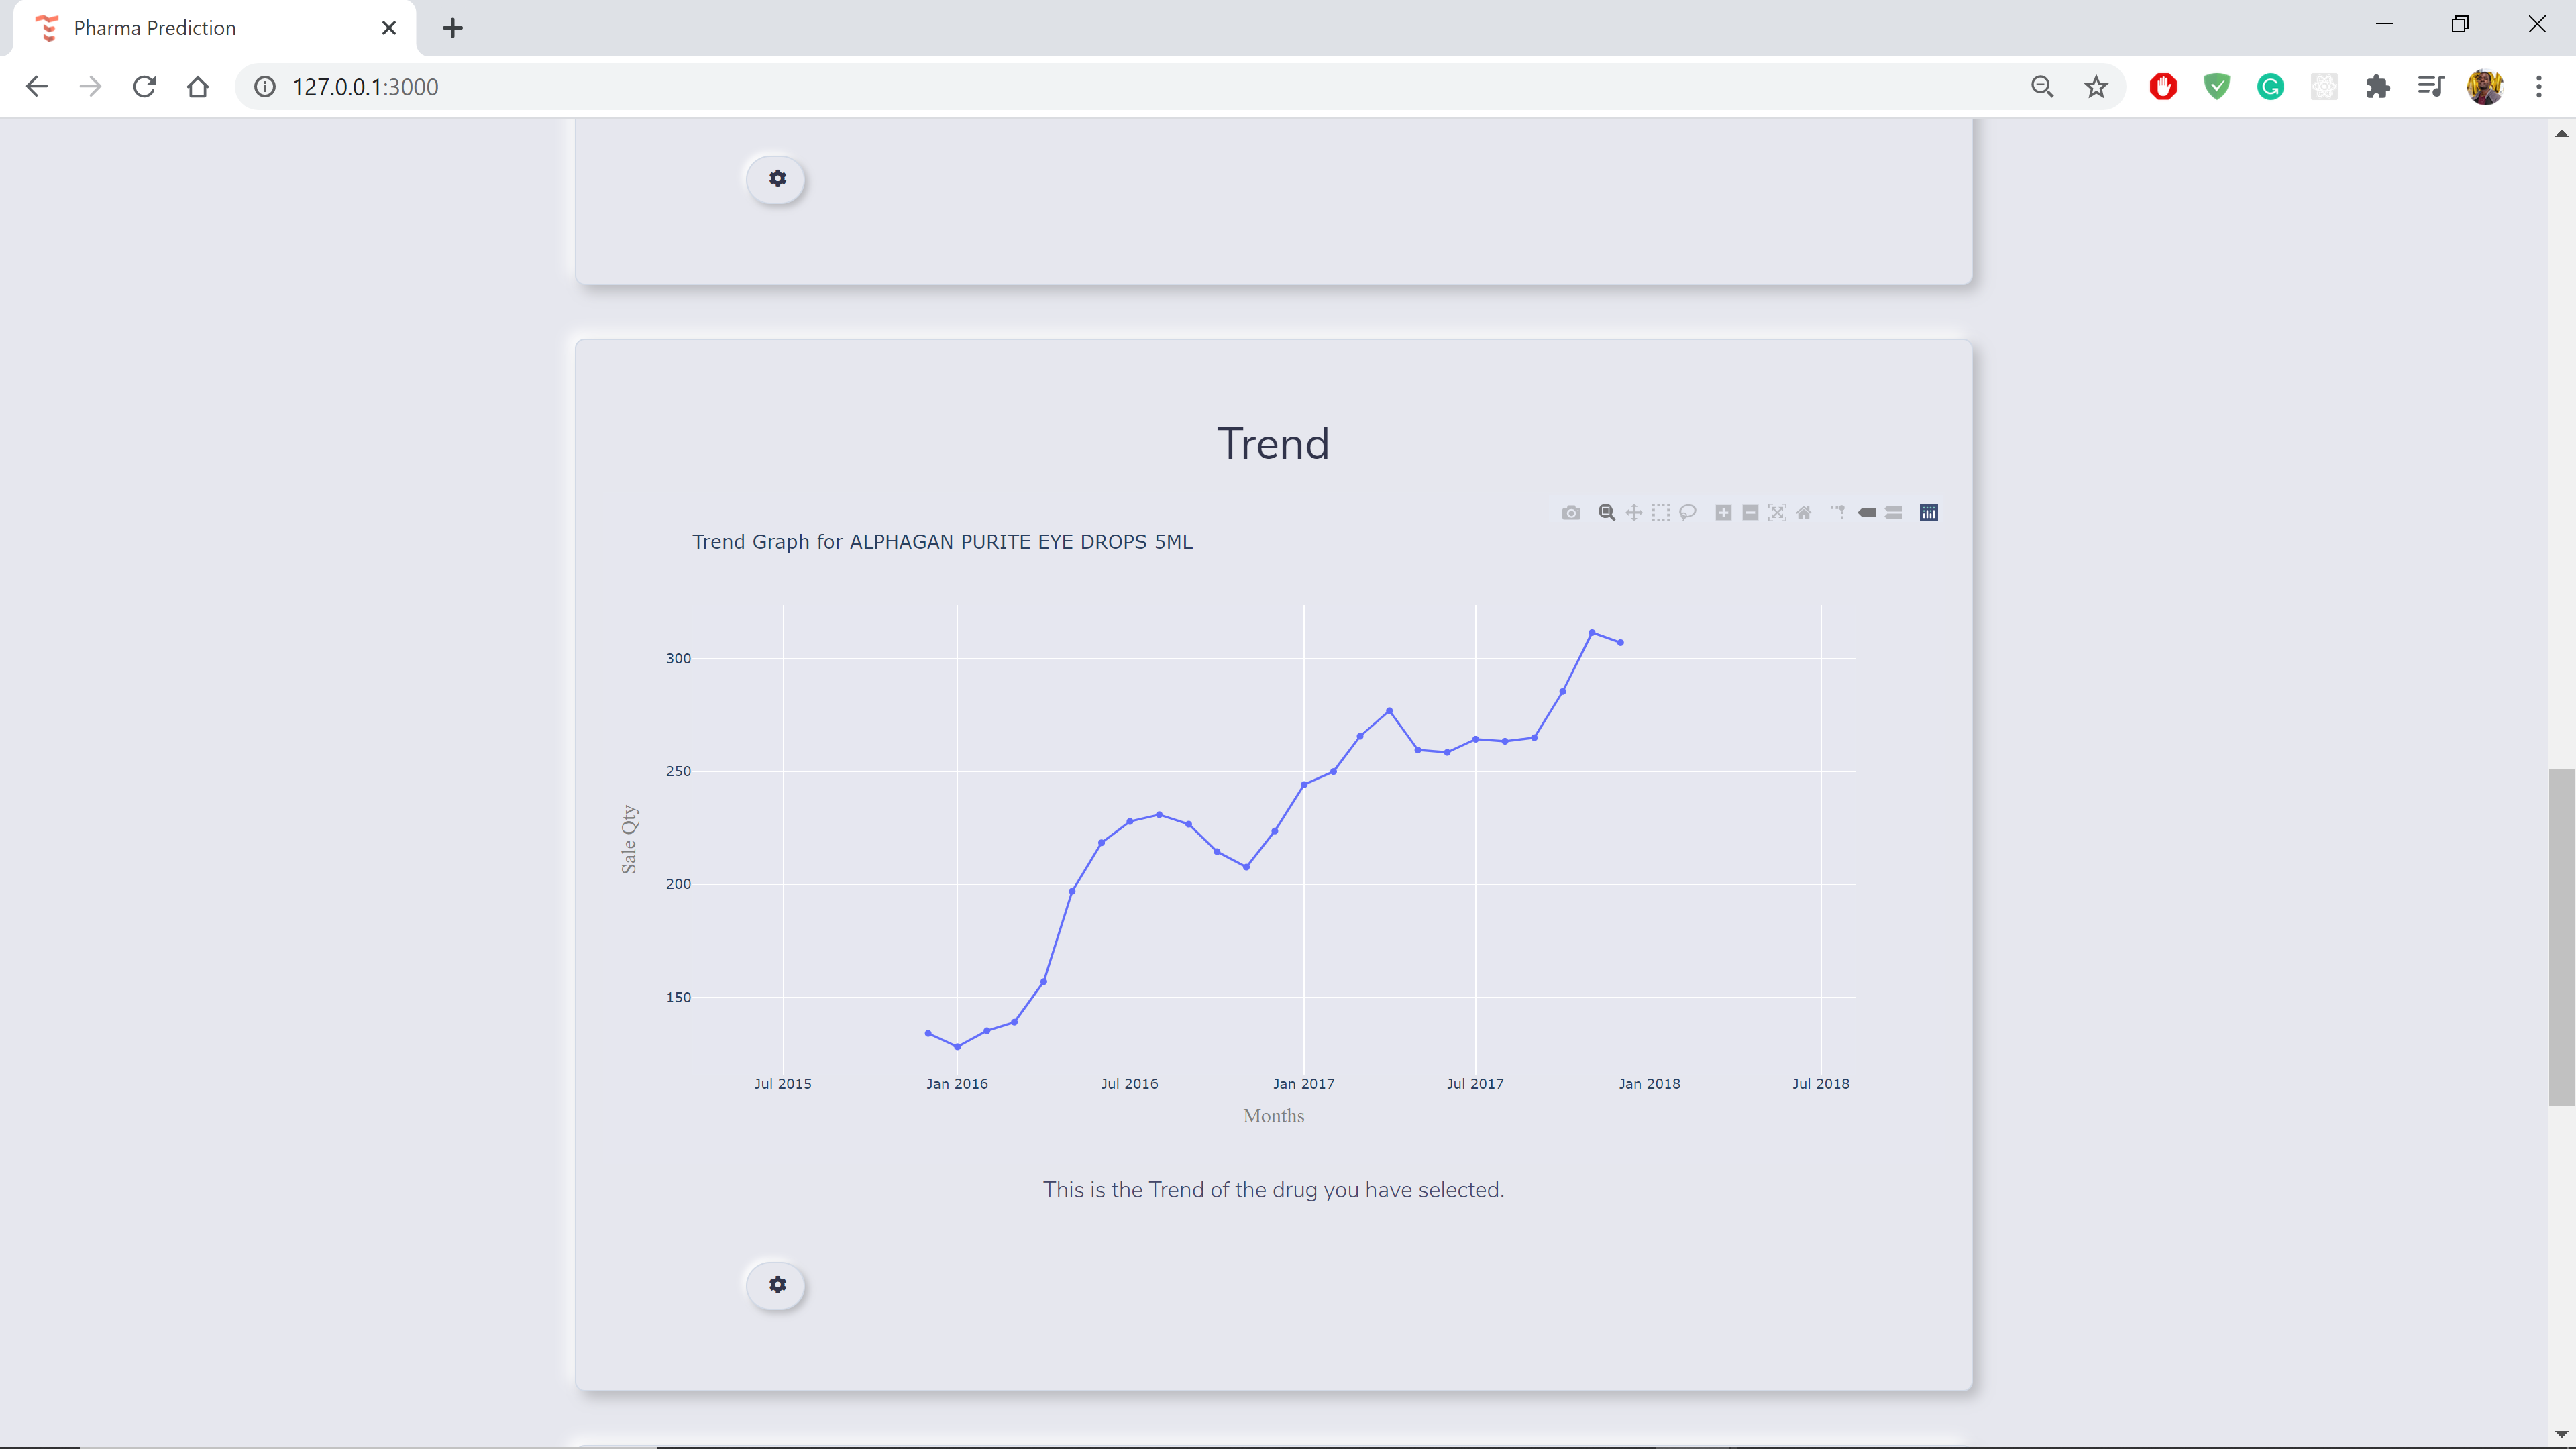 Pharma Prediction
127.0.0.1:3000
Trend
Trend Graph for ALPHAGAN PURITE EYE DROPS 5ML
300
250
200
150
Sale Qty
Jul 2015 Jan 2016 Jul 2016 Jan 2017 Jul 2017 Jan 2018 Jul 2018
Months
This is the Trend of the drug you have selected.